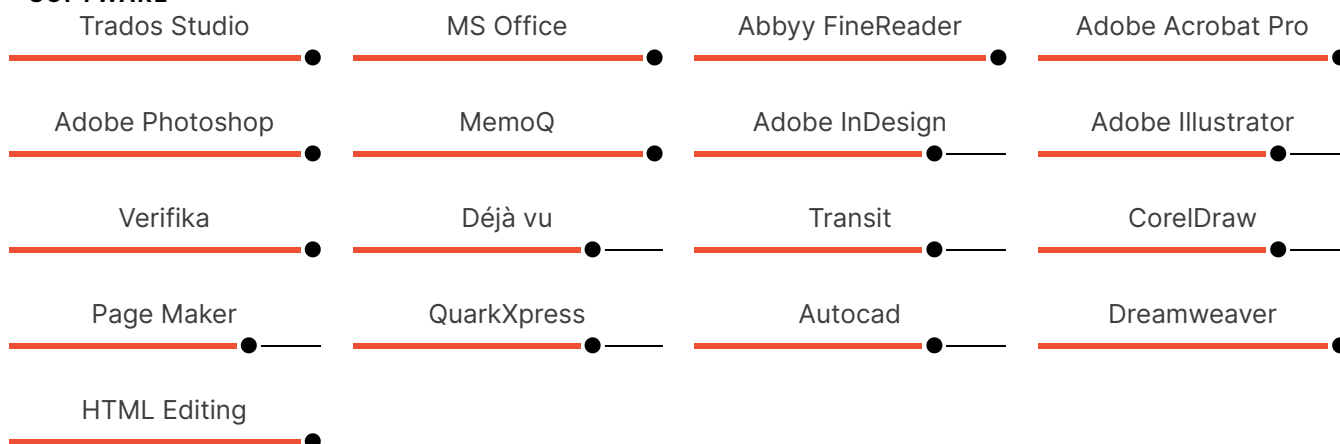 SOFTWARE
Trados Studio
MS Office
Abbyy FineReader
Adobe Acrobat Pro
Adobe Photoshop
MemoQ
Adobe InDesign
Adobe Illustrator
Verifika
Déjà vu
Transit
CorelDraw
Page Maker
QuarkXpress
Autocad
Dreamweaver
HTML Editing